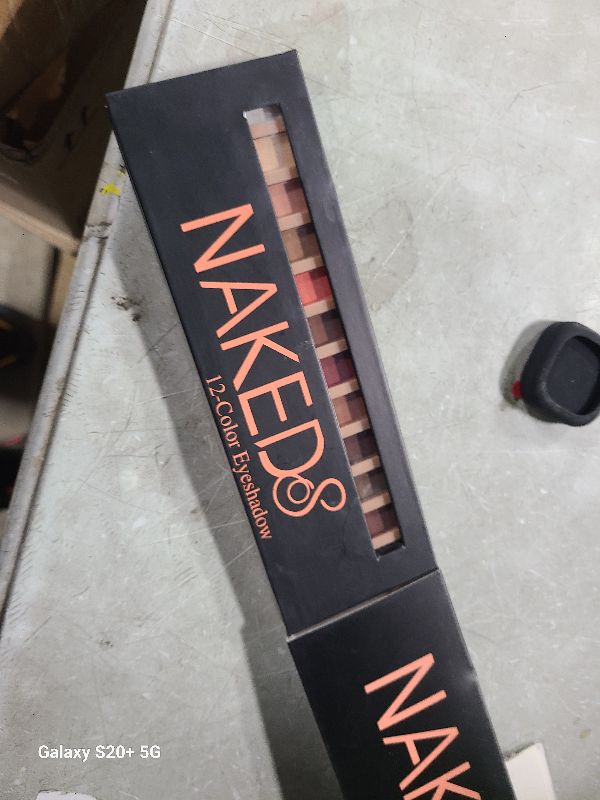 NAKED8
12-Color Eyeshadow
NAK
Galaxy S20+ 5G